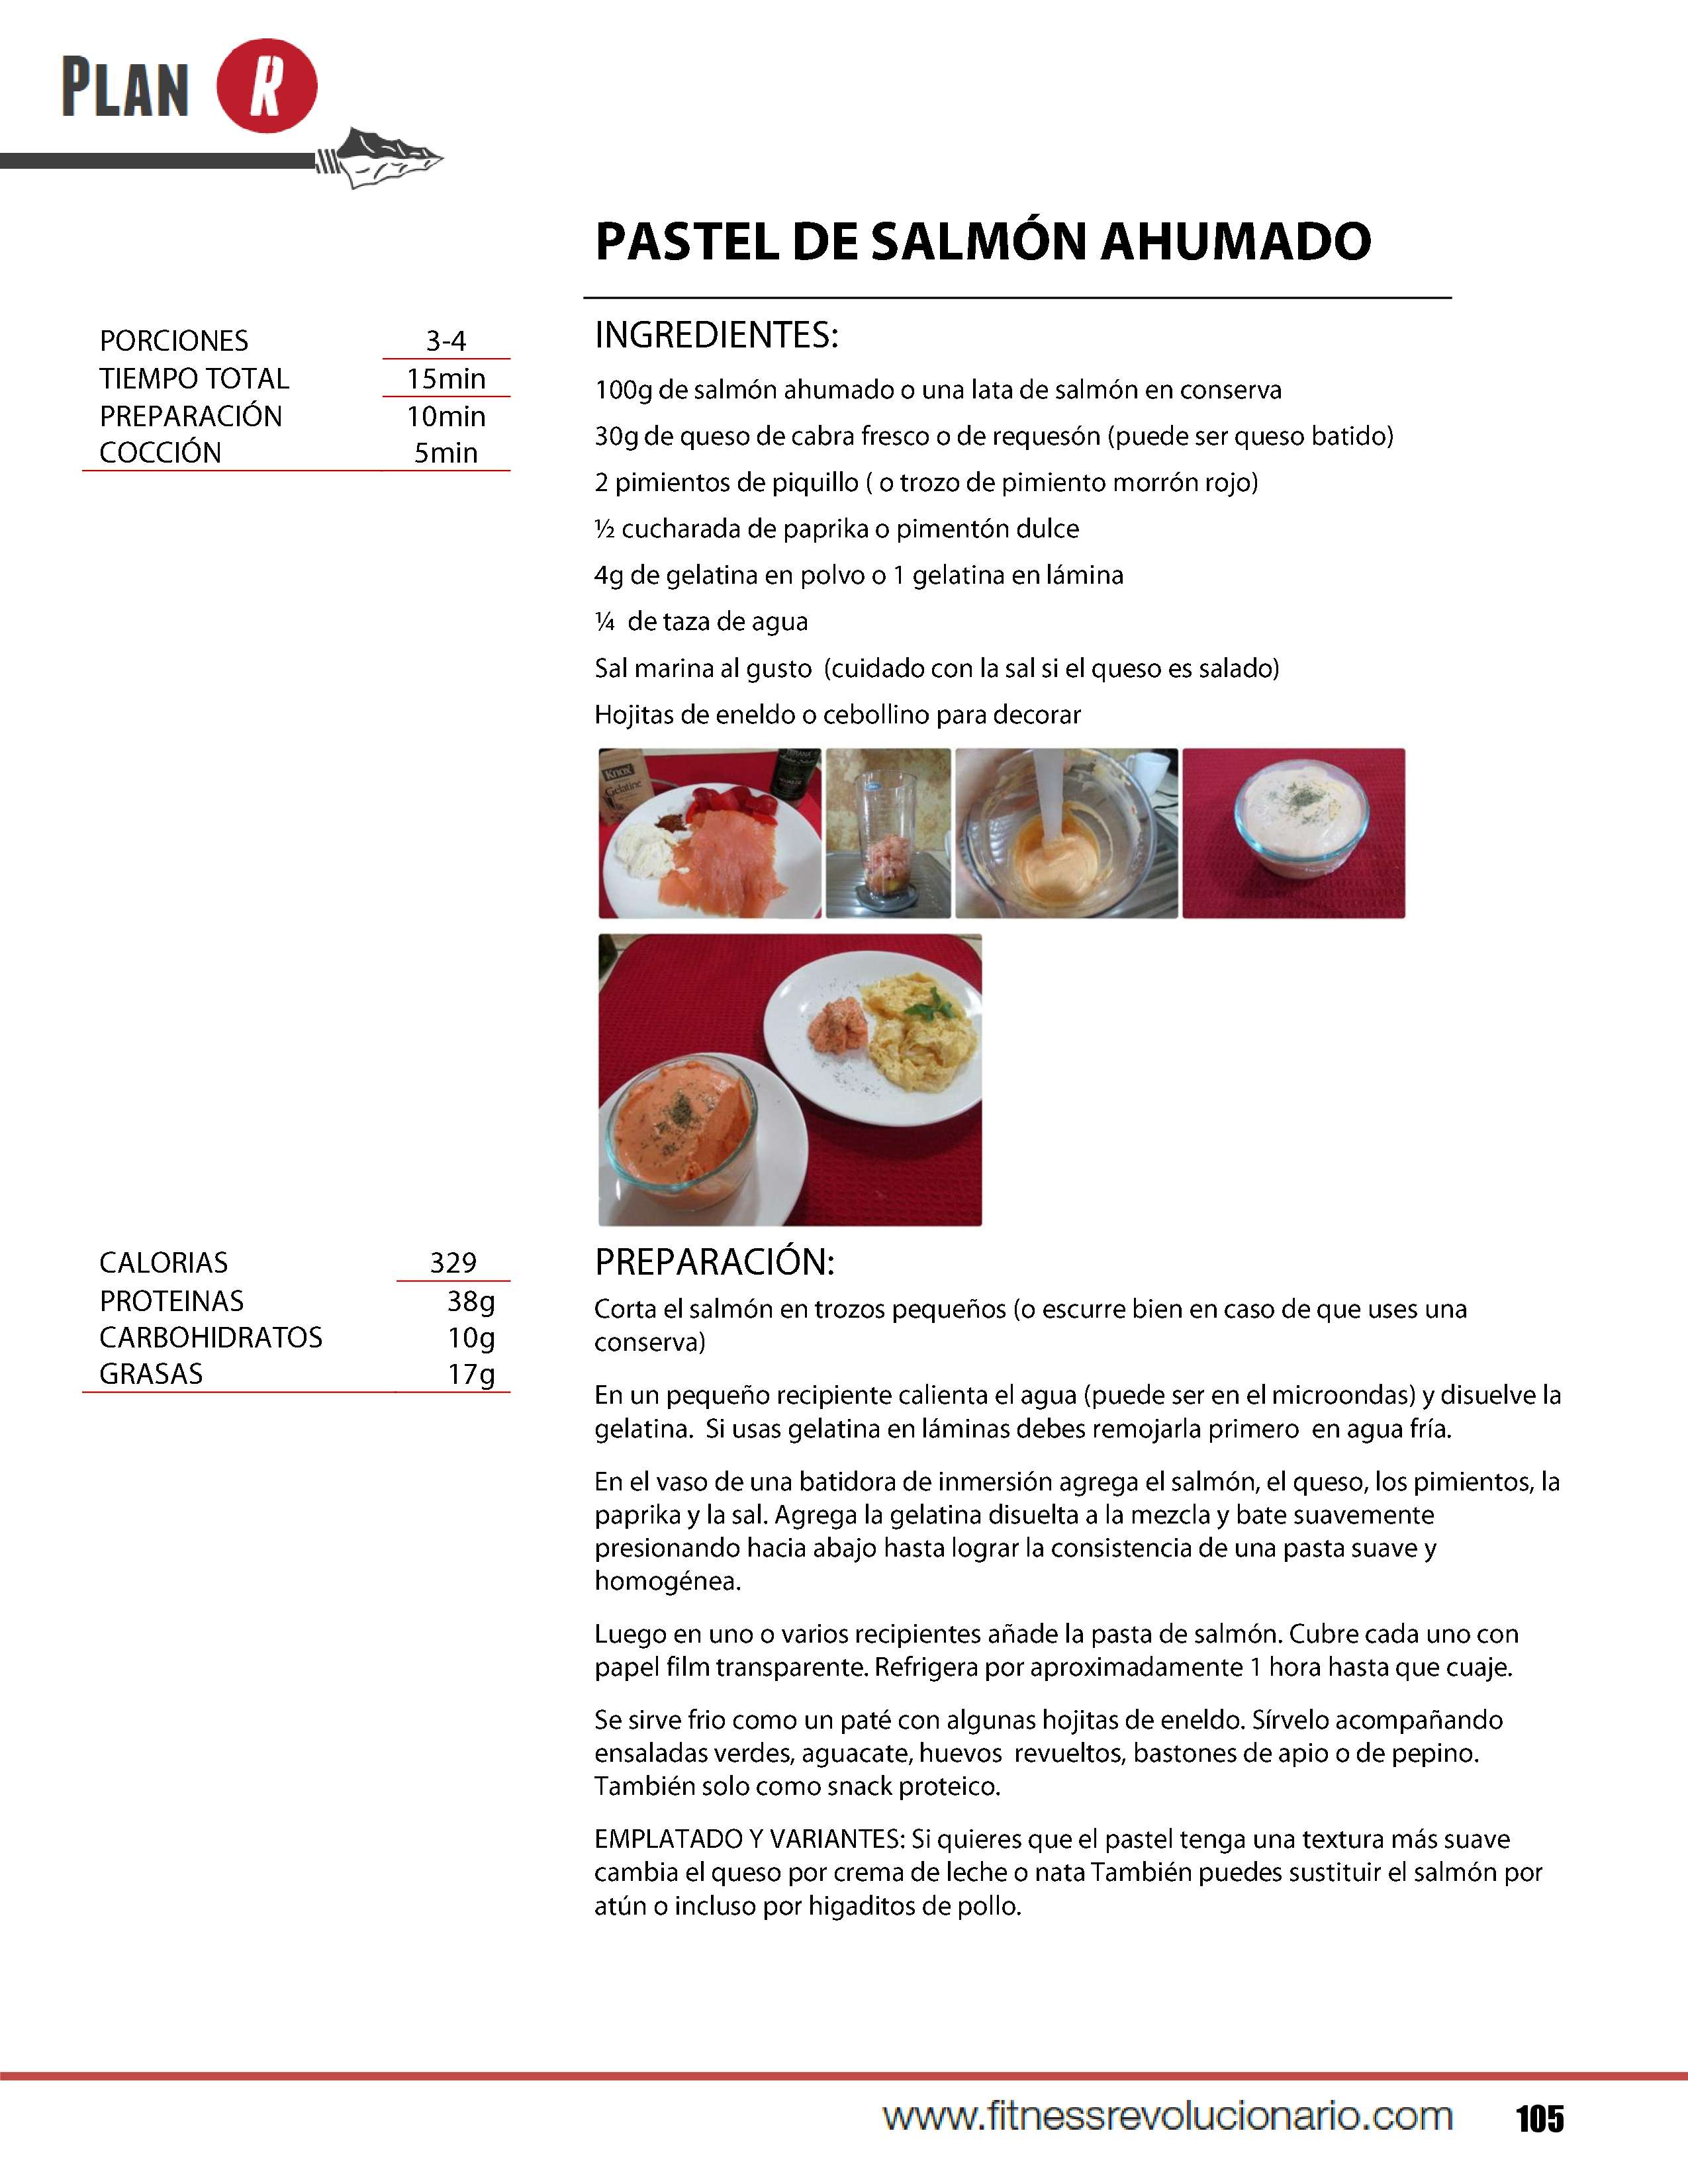 PLAN R
PASTEL DE SALMÓN AHUMADO
PORCIONES 3-4
TIEMPO TOTAL 15min
PREPARACIÓN 10min
COCCIÓN 5min
INGREDIENTES:
100g de salmón ahumado o una lata de salmón en conserva
30g de queso de cabra fresco o de requesón (puede ser queso batido)
2 pimientos de piquillo ( o trozo de pimiento morrón rojo)
½ cucharada de paprika o pimentón dulce
4g de gelatina en polvo o 1 gelatina en lámina
¼ de taza de agua
Sal marina al gusto (cuidado con la sal si el queso es salado)
Hojitas de eneldo o cebollino para decorar
Knox
Gelatine
CALORIAS 329
PROTEINAS 38g
CARBOHIDRATOS 10g
GRASAS 17g
PREPARACIÓN:
Corta el salmón en trozos pequeños (o escurre bien en caso de que uses una
conserva)
En un pequeño recipiente calienta el agua (puede ser en el microondas) y disuelve la
gelatina. Si usas gelatina en láminas debes remojarla primero en agua fría.
En el vaso de una batidora de inmersión agrega el salmón, el queso, los pimientos, la
paprika y la sal. Agrega la gelatina disuelta a la mezcla y bate suavemente
presionando hacia abajo hasta lograr la consistencia de una pasta suave y
homogénea.
Luego en uno o varios recipientes añade la pasta de salmón. Cubre cada uno con
papel film transparente. Refrigera por aproximadamente 1 hora hasta que cuaje.
Se sirve frio como un paté con algunas hojitas de eneldo. Sírvelo acompañando
ensaladas verdes, aguacate, huevos revueltos, bastones de apio o de pepino.
También solo como snack proteico.
EMPLATADO Y VARIANTES: Si quieres que el pastel tenga una textura más suave
cambia el queso por crema de leche o nata También puedes sustituir el salmón por
atún o incluso por higaditos de pollo.
www.fitnessrevolucionario.com 105